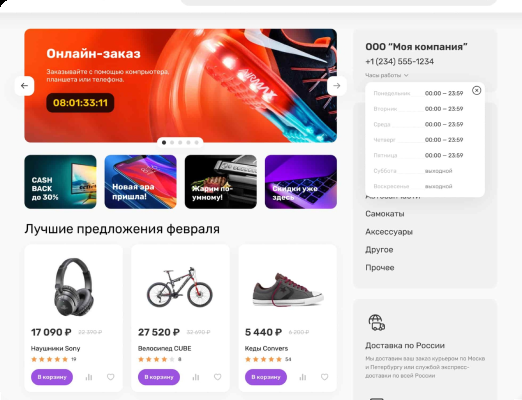 Онлайн-заказ
Заказывайте с помощью компьютера,
планшета или телефона.
08:01:33:11
AIRMAX
CASH
BACK
до 30%
Новая эра
пришла!
Жарим по-
умному!
Скидки уже
здесь
Лучшие предложения февраля
17 090 ₽ 22 390 ₽
Наушники Sony
19
В корзину
27 520 ₽ 32 690 ₽
Велосипед CUBE
8
В корзину
5 440 ₽ 6 200 ₽
Кеды Convers
54
В корзину
ООО “Моя компания”
+1 (234) 555-1234
Часы работы
Понедельник 00:00 — 23:59
Вторник 00:00 — 23:59
Среда 00:00 — 23:59
Четверг 00:00 — 23:59
Пятница 00:00 — 23:59
Суббота выходной
Воскресенье выходной
Самокаты
Аксессуары
Другое
Прочее
Доставка по России
Мы доставим ваш заказ курьером по Москв
и Петербургу или службой экспресс-
доставки по всей России